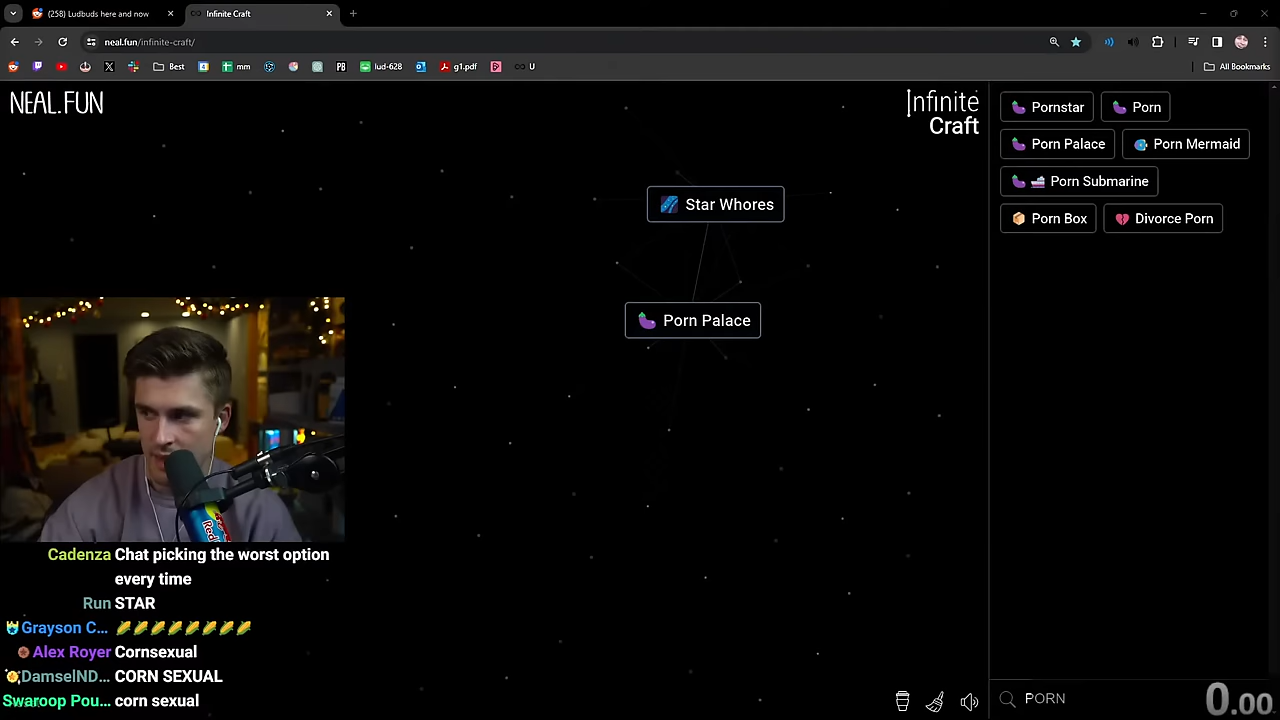 (258) Ludbuds here and now
Infinite Craft
neal.fun/infinite-craft/
Best
mm
lud-628
g1.pdf
U
All Bookmarks
NEAL.FUN
Infinite
Craft
Pornstar
Porn
Porn Palace
Porn Mermaid
Porn Submarine
Porn Box
Divorce Porn
Star Whores
Porn Palace
Cadenza Chat picking the worst option
every time
Run STAR
Grayson C...
Alex Royer Cornsexual
DamselND... CORN SEXUAL
Swaroop Pou... corn sexual
PORN
0.00